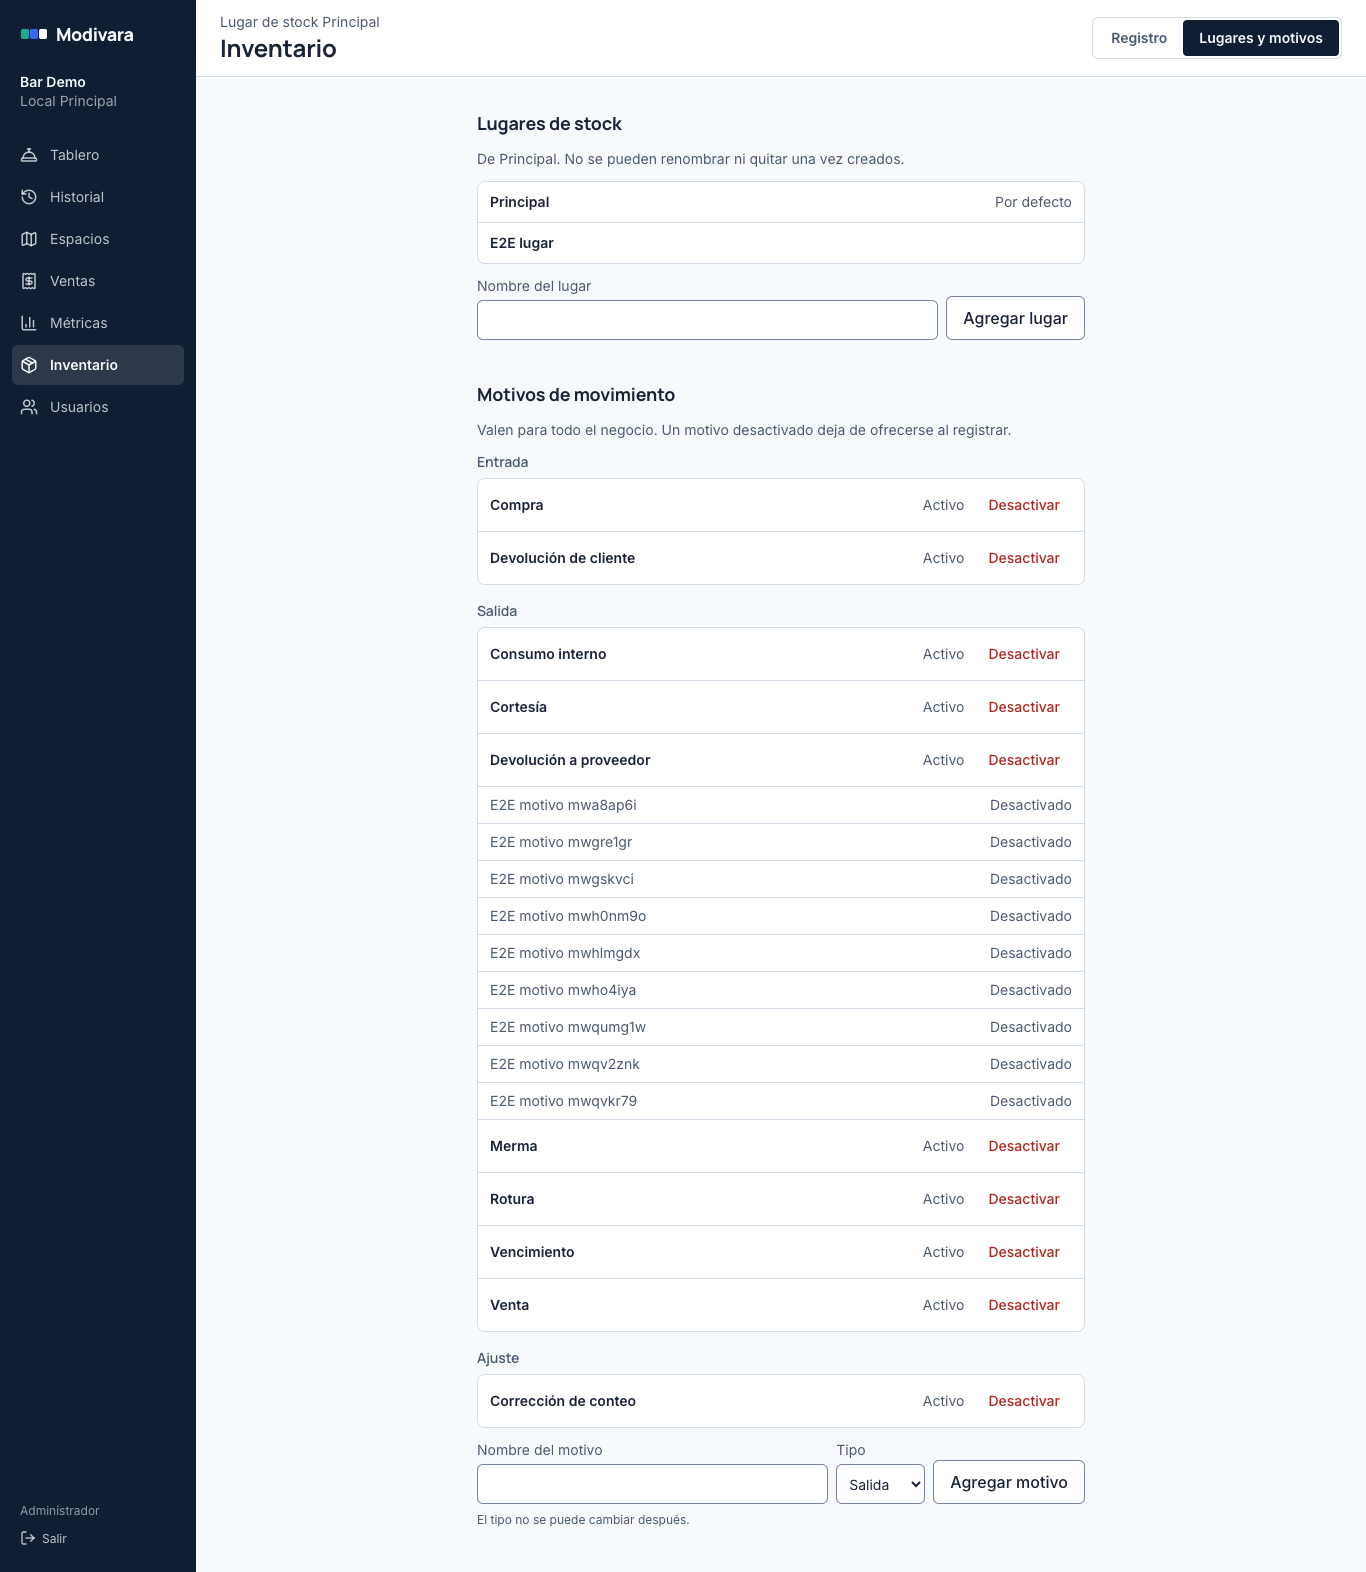 Modivara
Bar Demo
Local Principal
Tablero
Historial
Espacios
Ventas
Métricas
Inventario
Usuarios
Administrador
Salir
Lugar de stock Principal
Inventario
Registro
Lugares y motivos
Lugares de stock
De Principal. No se pueden renombrar ni quitar una vez creados.
Principal Por defecto
E2E lugar
Nombre del lugar
Agregar lugar
Motivos de movimiento
Valen para todo el negocio. Un motivo desactivado deja de ofrecerse al registrar.
Entrada
Compra Activo Desactivar
Devolución de cliente Activo Desactivar
Salida
Consumo interno Activo Desactivar
Cortesía Activo Desactivar
Devolución a proveedor Activo Desactivar
E2E motivo mwa8ap6i Desactivado
E2E motivo mwgre1gr Desactivado
E2E motivo mwgskvci Desactivado
E2E motivo mwh0nm9o Desactivado
E2E motivo mwhlmgdx Desactivado
E2E motivo mwho4iya Desactivado
E2E motivo mwqumg1w Desactivado
E2E motivo mwqv2znk Desactivado
E2E motivo mwqvkr79 Desactivado
Merma Activo Desactivar
Rotura Activo Desactivar
Vencimiento Activo Desactivar
Venta Activo Desactivar
Ajuste
Corrección de conteo Activo Desactivar
Nombre del motivo Tipo
Salida Agregar motivo
El tipo no se puede cambiar después.